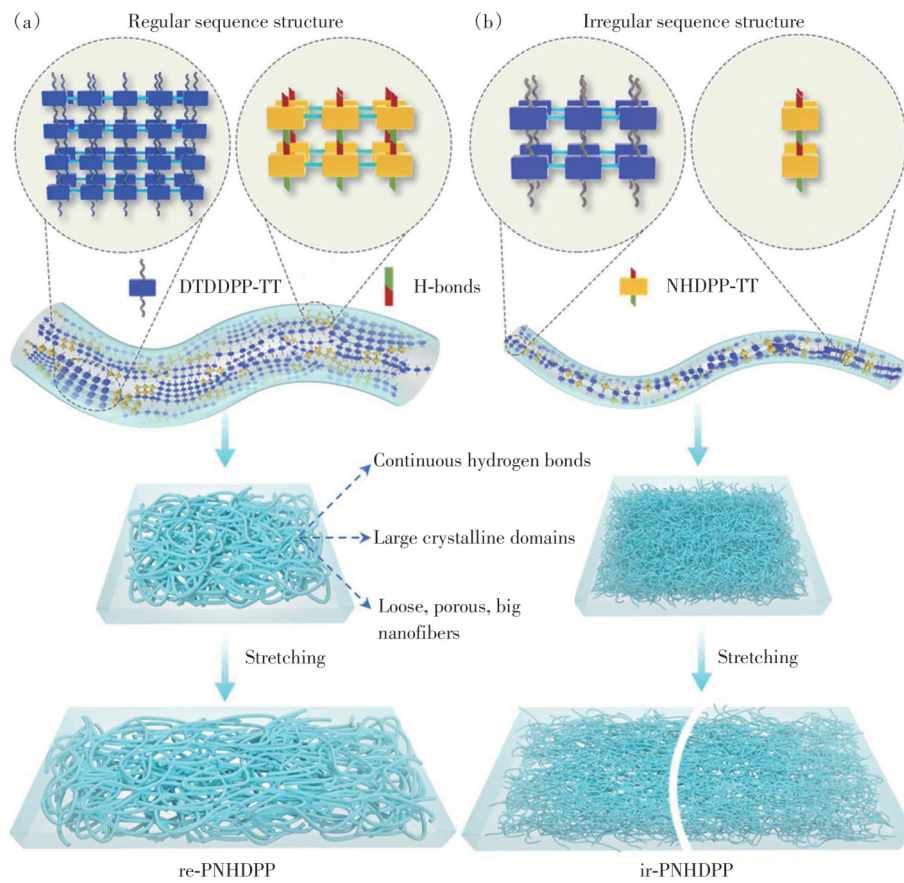 (a)
Regular sequence structure
(b)
Irregular sequence structure
DTDDPP-TT
H-bonds
NHDPP-TT
Continuous hydrogen bonds
Large crystalline domains
Loose, porous, big
nanofibers
Stretching
Stretching
re-PNHDPP
ir-PNHDPP